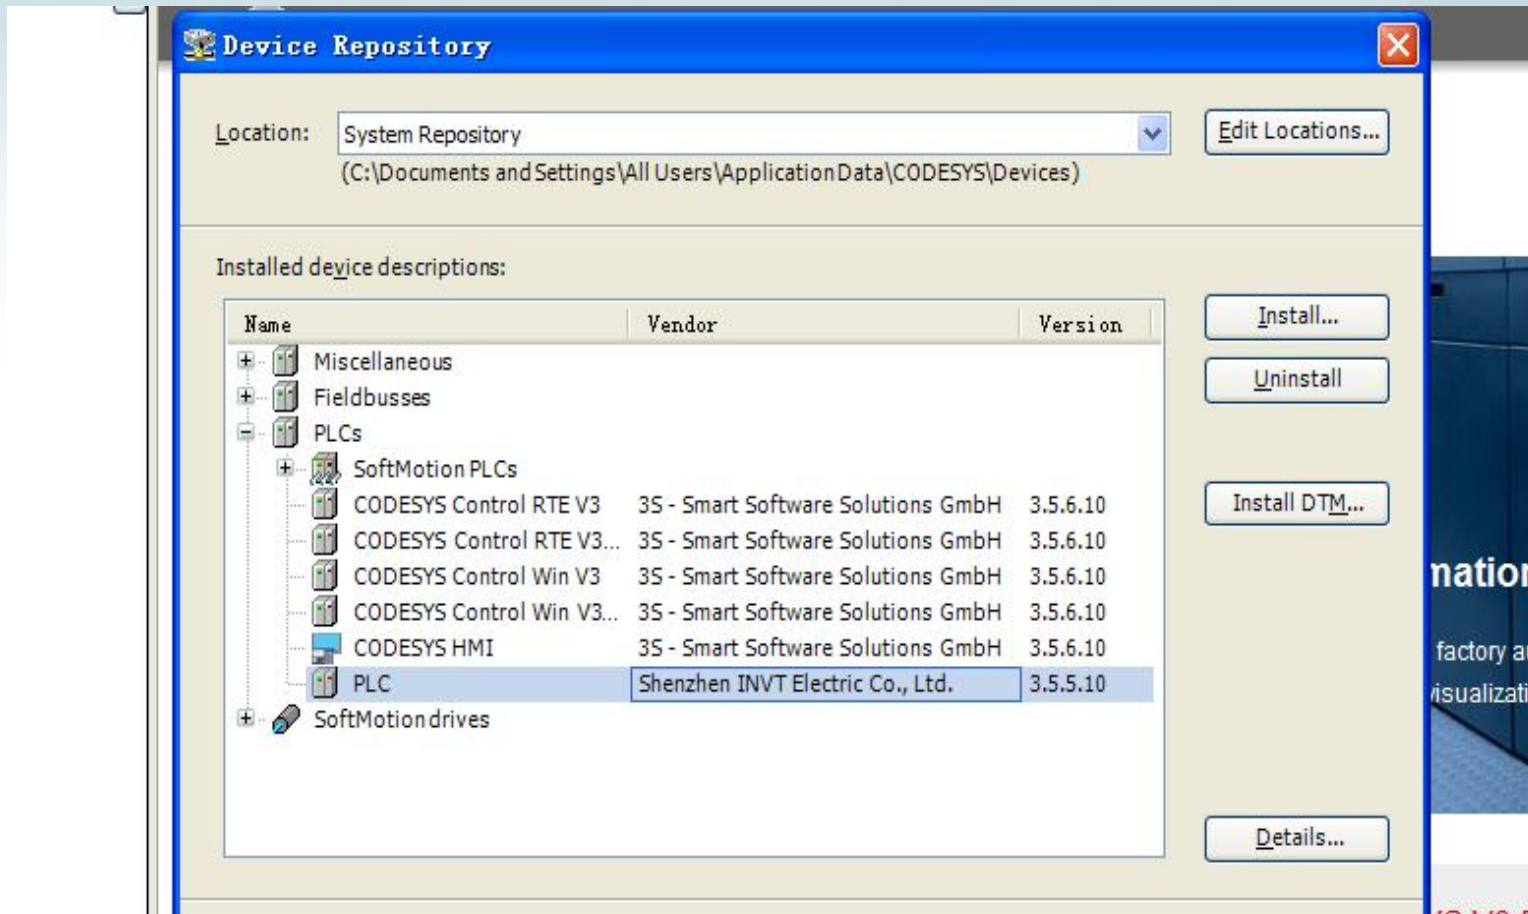 Device Repository
Location: System Repository Edit Locations...
(C:\Documents and Settings\All Users\Application Data\CODESYS\Devices)
Installed device descriptions:
Name Vendor Version
Install...
Miscellaneous
Uninstall
Fieldbusses
PLCs
SoftMotion PLCs
CODESYS Control RTE V3 3S - Smart Software Solutions GmbH 3.5.6.10
Install DTM...
CODESYS Control RTE V3... 3S - Smart Software Solutions GmbH 3.5.6.10
CODESYS Control Win V3 3S - Smart Software Solutions GmbH 3.5.6.10
CODESYS Control Win V3... 3S - Smart Software Solutions GmbH 3.5.6.10
CODESYS HMI 3S - Smart Software Solutions GmbH 3.5.6.10
PLC Shenzhen INVT Electric Co., Ltd. 3.5.5.10
SoftMotion drives
Details...
factory